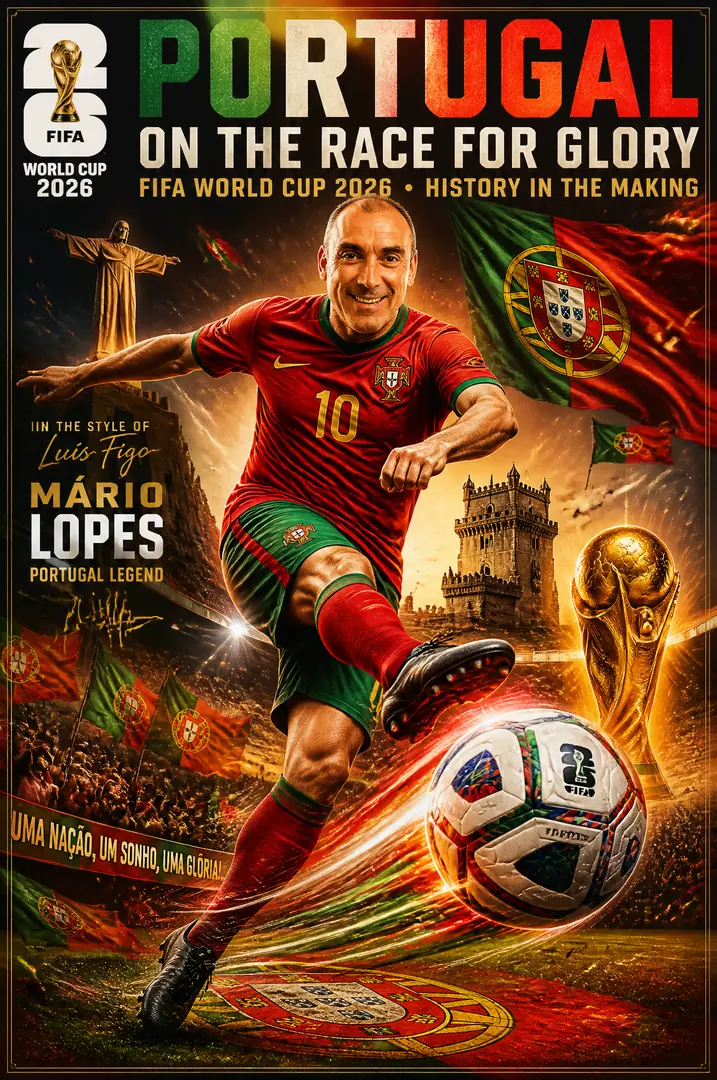 26
FIFA
WORLD CUP
2026
PORTUGAL
ON THE RACE FOR GLORY
FIFA WORLD CUP 2026 • HISTORY IN THE MAKING
IIN THE STYLE OF
Luís Figo
MÁRIO
LOPES
PORTUGAL LEGEND
10
UMA NAÇÃO, UM SONHO, UMA GLÓRIA!
26
FIFA